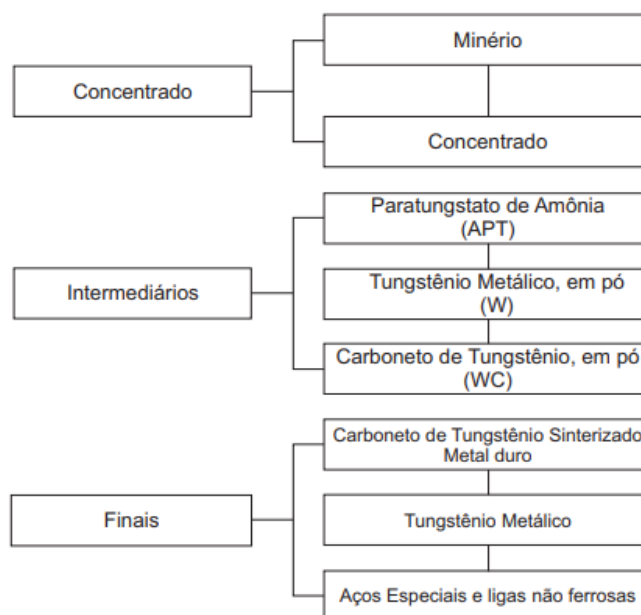 Minério
Concentrado
Concentrado
Paratungstato de Amônia
(APT)
Intermediários
Tungstênio Metálico, em pó
(W)
Carboneto de Tungstênio, em pó
(WC)
Carboneto de Tungstênio Sinterizado
Metal duro
Finais
Tungstênio Metálico
Aços Especiais e ligas não ferrosas